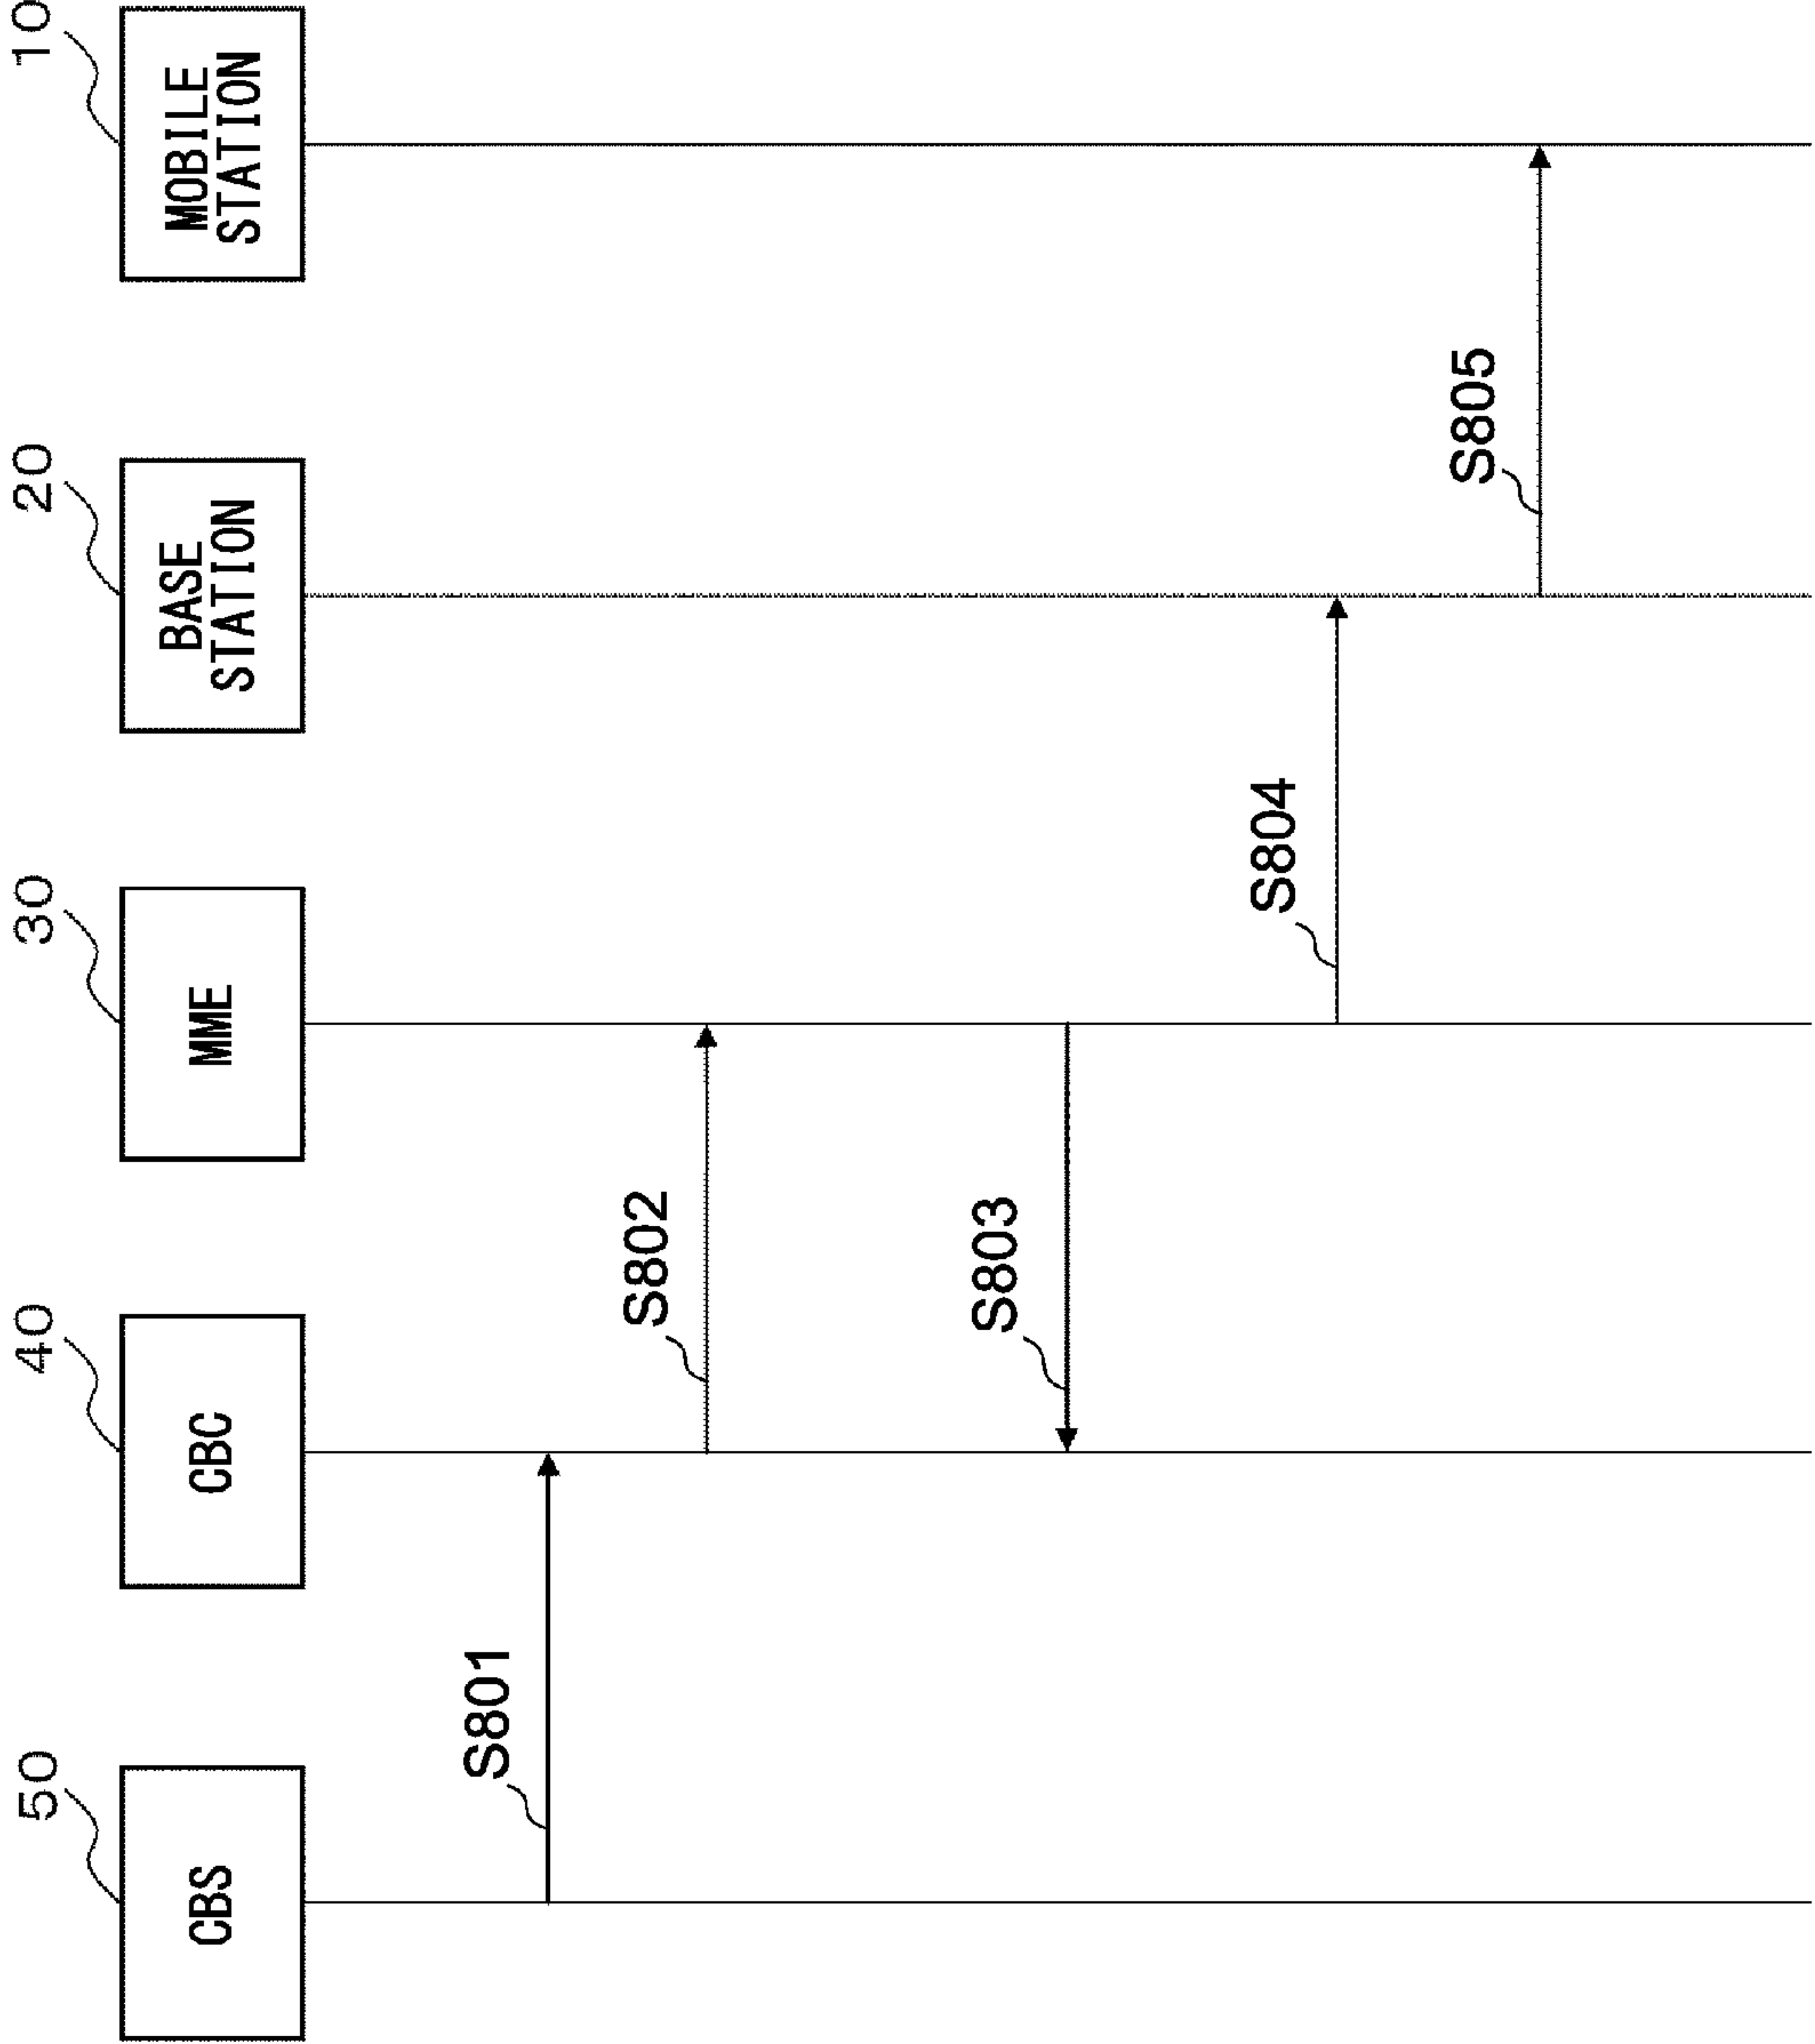 50
40
30
20
10
CBS
CBC
MME
BASE
STATION
MOBILE
STATION
S801
S802
S803
S804
S805